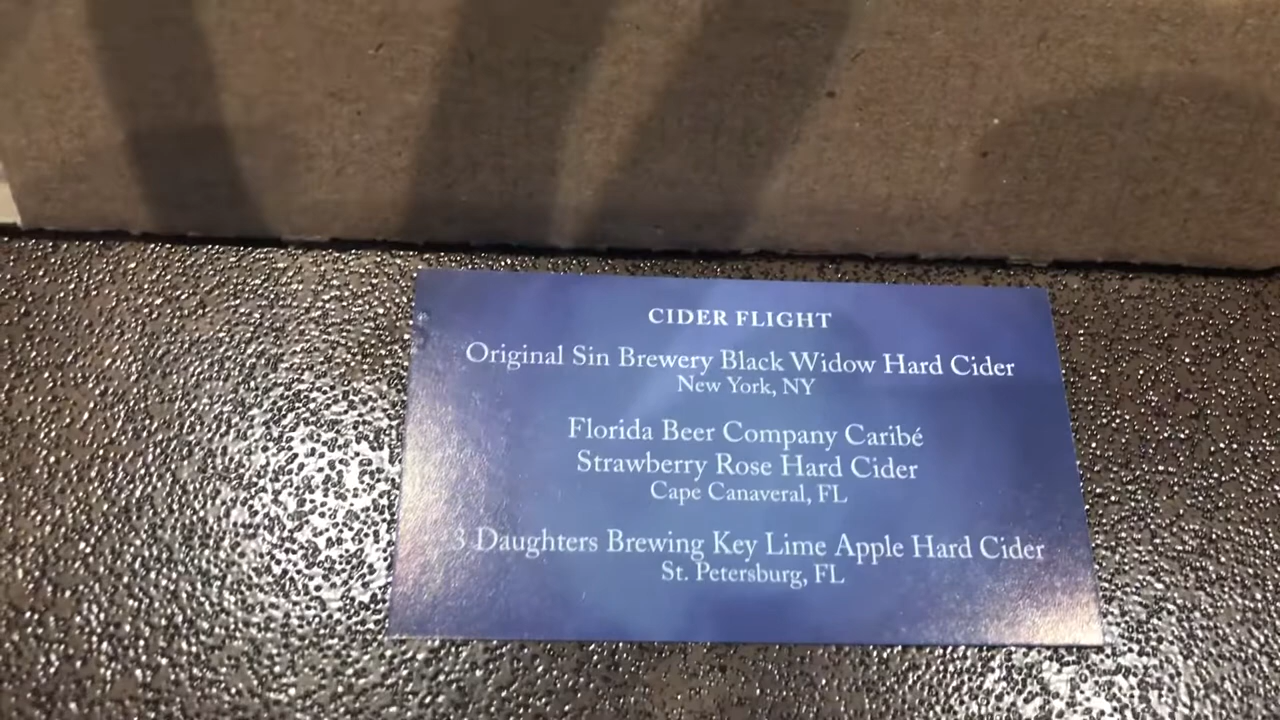 CIDER FLIGHT
Original Sin Brewery Black Widow Hard Cider
New York, NY
Florida Beer Company Caribé
Strawberry Rose Hard Cider
Cape Canaveral, FL
3 Daughters Brewing Key Lime Apple Hard Cider
St. Petersburg, FL